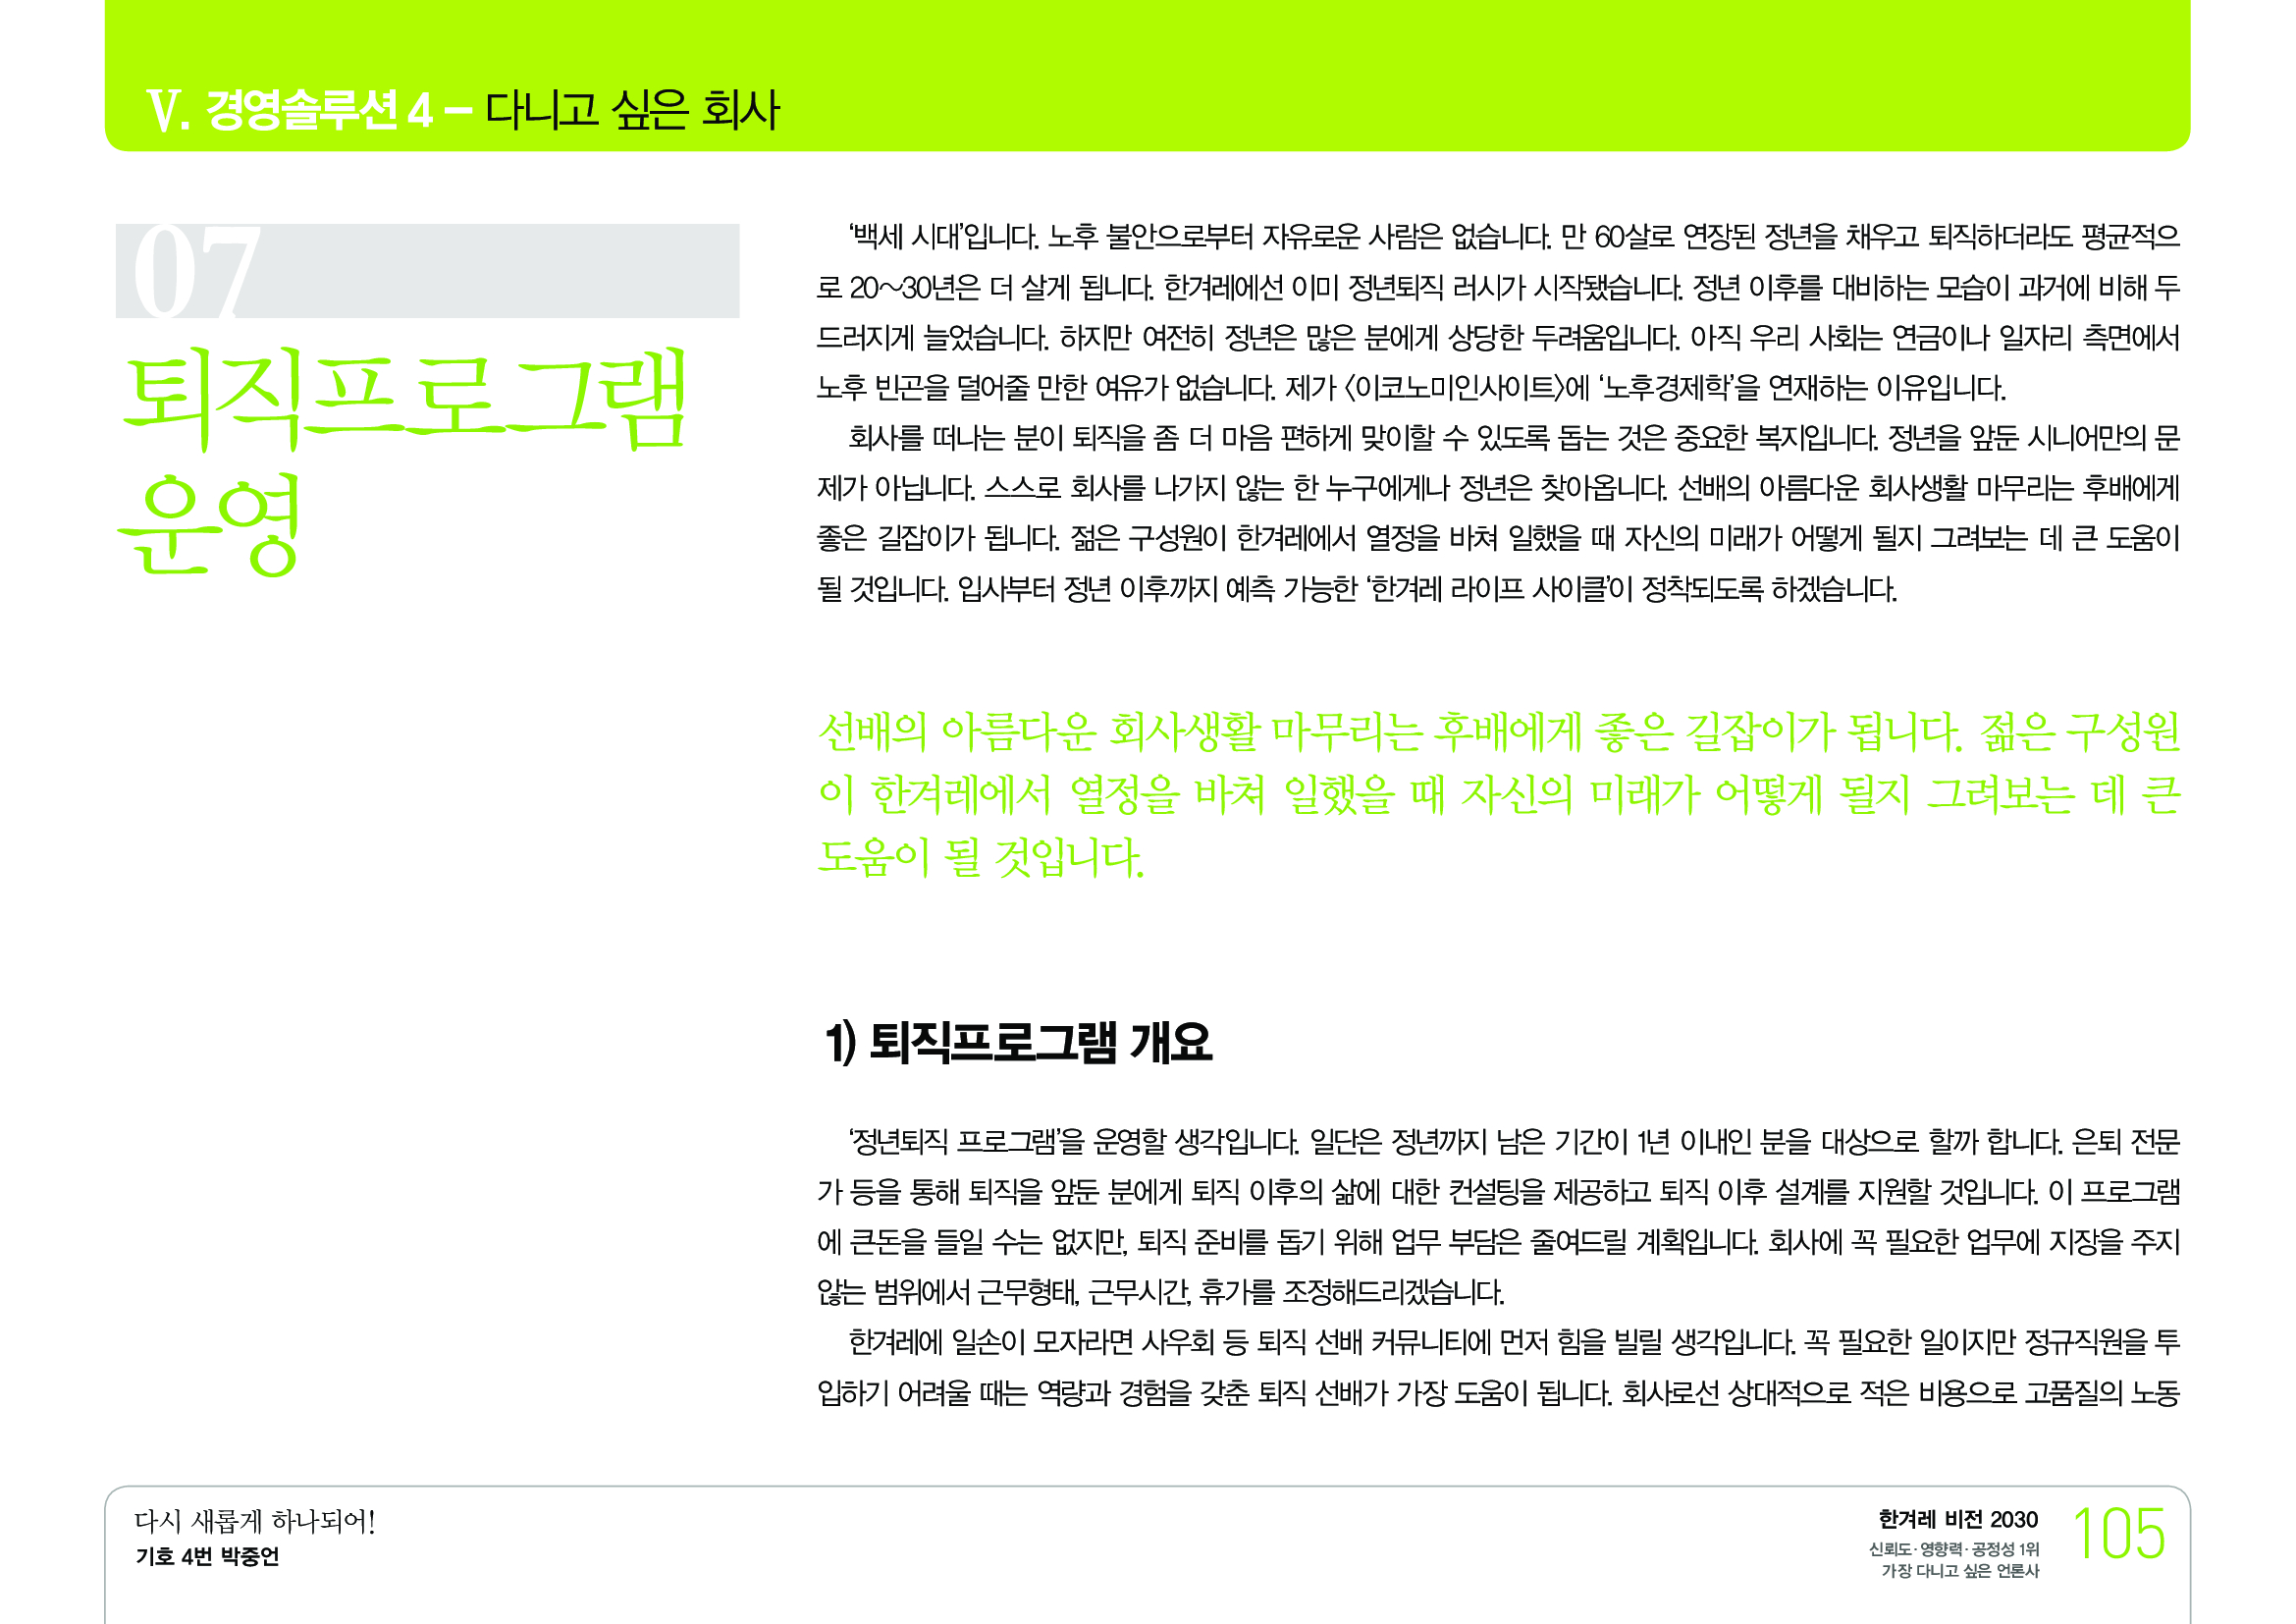 V. 경영솔루션 4 – 다니고 싶은 회사
07
퇴직프로그램
운영
‘백세 시대’입니다. 노후 불안으로부터 자유로운 사람은 없습니다. 만 60살로 연장된 정년을 채우고 퇴직하더라도 평균적으
로 20~30년은 더 살게 됩니다. 한겨레에선 이미 정년퇴직 러시가 시작됐습니다. 정년 이후를 대비하는 모습이 과거에 비해 두
드러지게 늘었습니다. 하지만 여전히 정년은 많은 분에게 상당한 두려움입니다. 아직 우리 사회는 연금이나 일자리 측면에서
노후 빈곤을 덜어줄 만한 여유가 없습니다. 제가 〈이코노미인사이트〉에 ‘노후경제학’을 연재하는 이유입니다.
회사를 떠나는 분이 퇴직을 좀 더 마음 편하게 맞이할 수 있도록 돕는 것은 중요한 복지입니다. 정년을 앞둔 시니어만의 문
제가 아닙니다. 스스로 회사를 나가지 않는 한 누구에게나 정년은 찾아옵니다. 선배의 아름다운 회사생활 마무리는 후배에게
좋은 길잡이가 됩니다. 젊은 구성원이 한겨레에서 열정을 바쳐 일했을 때 자신의 미래가 어떻게 될지 그려보는 데 큰 도움이
될 것입니다. 입사부터 정년 이후까지 예측 가능한 ‘한겨레 라이프 사이클’이 정착되도록 하겠습니다.
선배의 아름다운 회사생활 마무리는 후배에게 좋은 길잡이가 됩니다. 젊은 구성원
이 한겨레에서 열정을 바쳐 일했을 때 자신의 미래가 어떻게 될지 그려보는 데 큰
도움이 될 것입니다.
1) 퇴직프로그램 개요
‘정년퇴직 프로그램’을 운영할 생각입니다. 일단은 정년까지 남은 기간이 1년 이내인 분을 대상으로 할까 합니다. 은퇴 전문
가 등을 통해 퇴직을 앞둔 분에게 퇴직 이후의 삶에 대한 컨설팅을 제공하고 퇴직 이후 설계를 지원할 것입니다. 이 프로그램
에 큰돈을 들일 수는 없지만, 퇴직 준비를 돕기 위해 업무 부담은 줄여드릴 계획입니다. 회사에 꼭 필요한 업무에 지장을 주지
않는 범위에서 근무형태, 근무시간, 휴가를 조정해드리겠습니다.
한겨레에 일손이 모자라면 사우회 등 퇴직 선배 커뮤니티에 먼저 힘을 빌릴 생각입니다. 꼭 필요한 일이지만 정규직원을 투
입하기 어려울 때는 역량과 경험을 갖춘 퇴직 선배가 가장 도움이 됩니다. 회사로선 상대적으로 적은 비용으로 고품질의 노동
다시 새롭게 하나되어!
기호 4번 박중언
한겨레 비전 2030
신뢰도·영향력·공정성 1위
가장 다니고 싶은 언론사
105